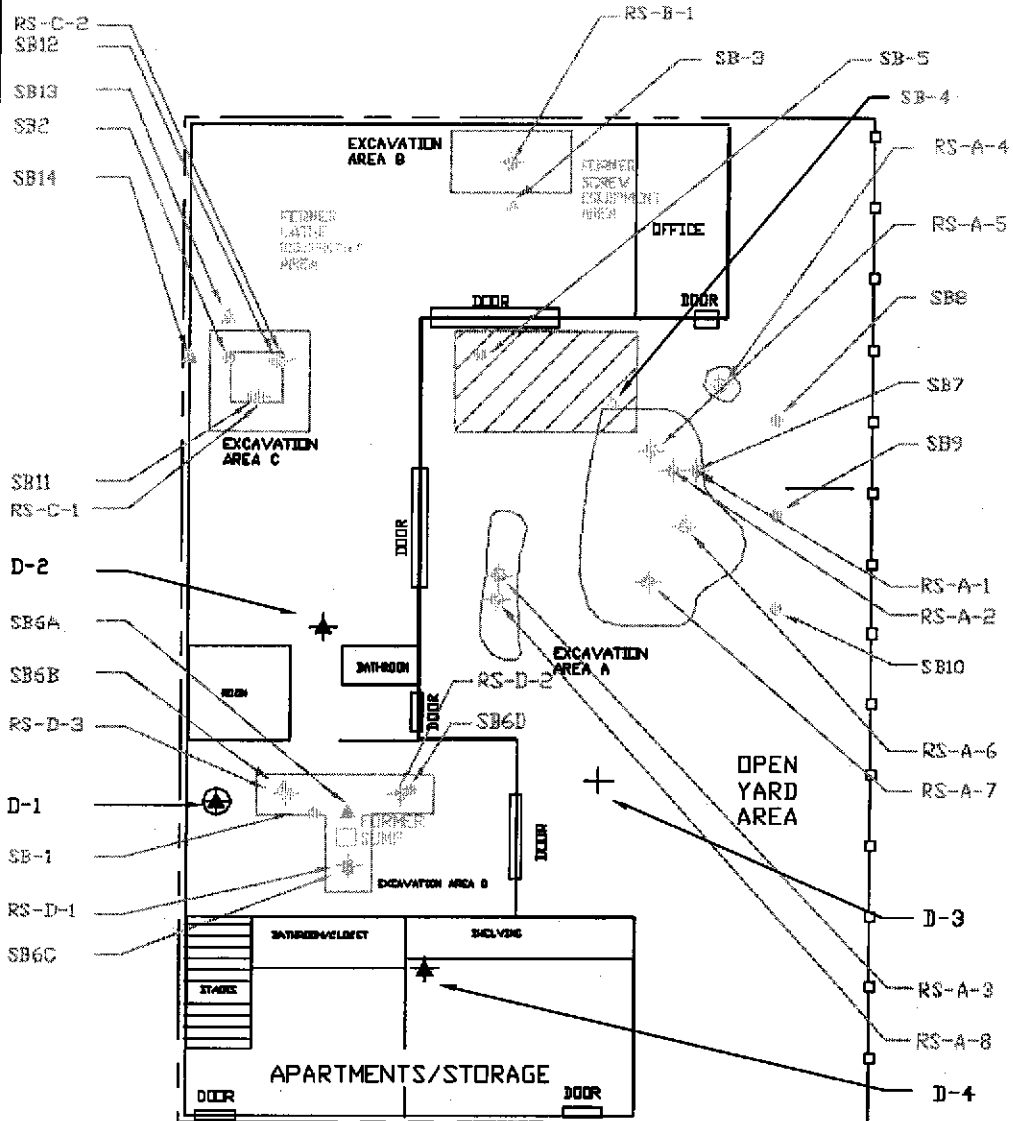 RS-C-2
SB12
SB13
SB2
SB14
RS-B-1
SB-3
SB-5
SB-4
RS-A-4
RS-A-5
SB8
SB7
SB9
EXCAVATION
AREA B
FORMER
SCREW
EQUIPMENT
AREA
FORMER
LATHE
AREA
OFFICE
DOOR
DOOR
EXCAVATION
AREA C
SB11
RS-C-1
D-2
DOOR
RS-A-1
RS-A-2
SB10
SB6A
SB6B
RS-D-3
ROOM
BATHROOM
DOOR
EXCAVATION
AREA A
RS-D-2
SB6D
RS-A-6
RS-A-7
OPEN
YARD
AREA
D-1
SB-1
FORMER
SUMP
RS-D-1
SB6C
EXCAVATION AREA D
DOOR
D-3
BATHROOM/CLOSET
SHELVING
STAIRS
RS-A-3
RS-A-8
D-4
APARTMENTS/STORAGE
DOOR
DOOR